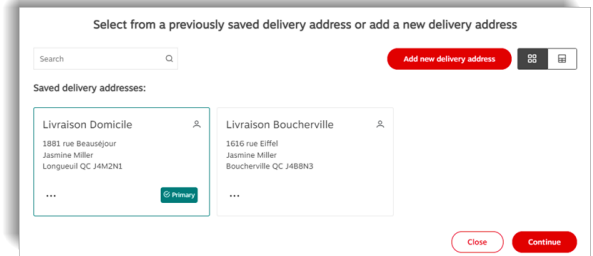 Select from a previously saved delivery address or add a new delivery address
Search
Add new delivery address
Saved delivery addresses:
Livraison Domicile
1881 rue Beauséjour
Jasmine Miller
Longueuil QC J4M2N1
...
Primary
Livraison Boucherville
1616 rue Eiffel
Jasmine Miller
Boucherville QC J4B8N3
...
Close
Continue